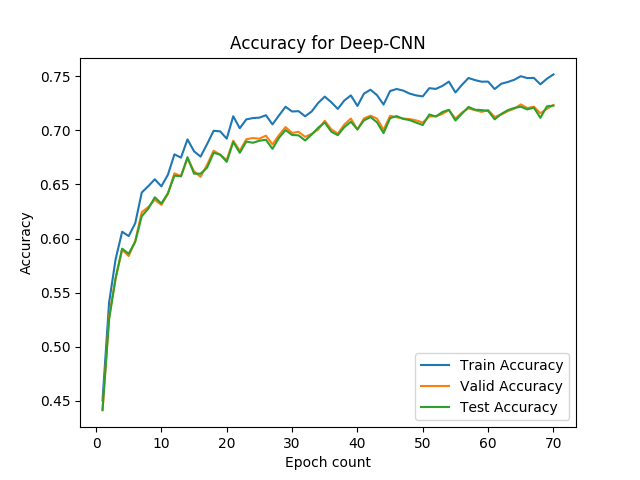 Accuracy for Deep-CNN
Accuracy
0.75
0.70
0.65
0.60
0.55
0.50
0.45
0
10
20
30
40
50
60
70
Epoch count
Train Accuracy
Valid Accuracy
Test Accuracy